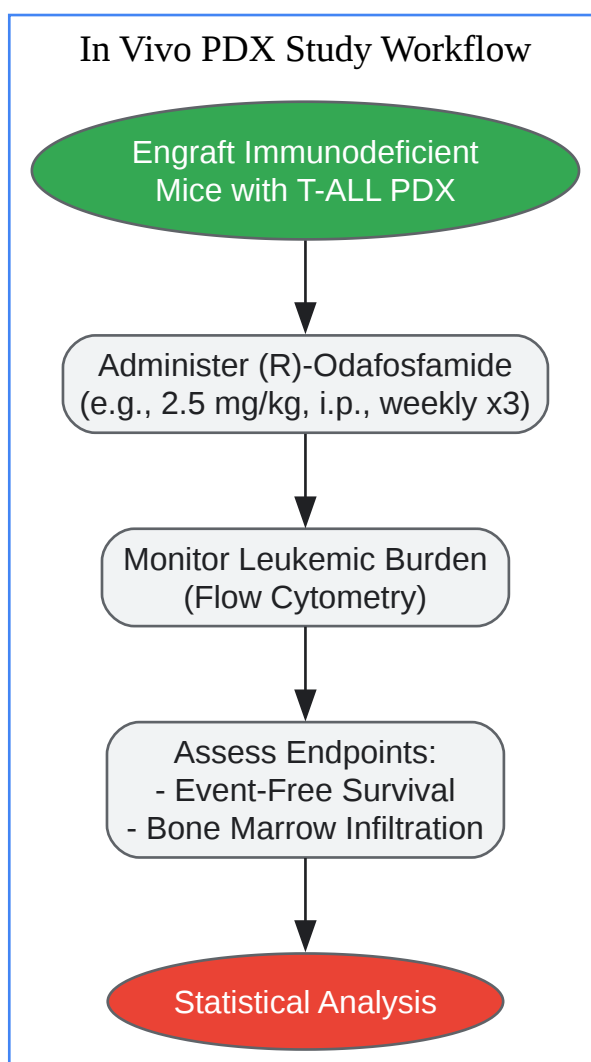 In Vivo PDX Study Workflow
Engraft Immunodeficient
Mice with T-ALL PDX
Administer (R)-Odafosfamide
(e.g., 2.5 mg/kg, i.p., weekly x3)
Monitor Leukemic Burden
(Flow Cytometry)
Assess Endpoints:
- Event-Free Survival
- Bone Marrow Infiltration
Statistical Analysis